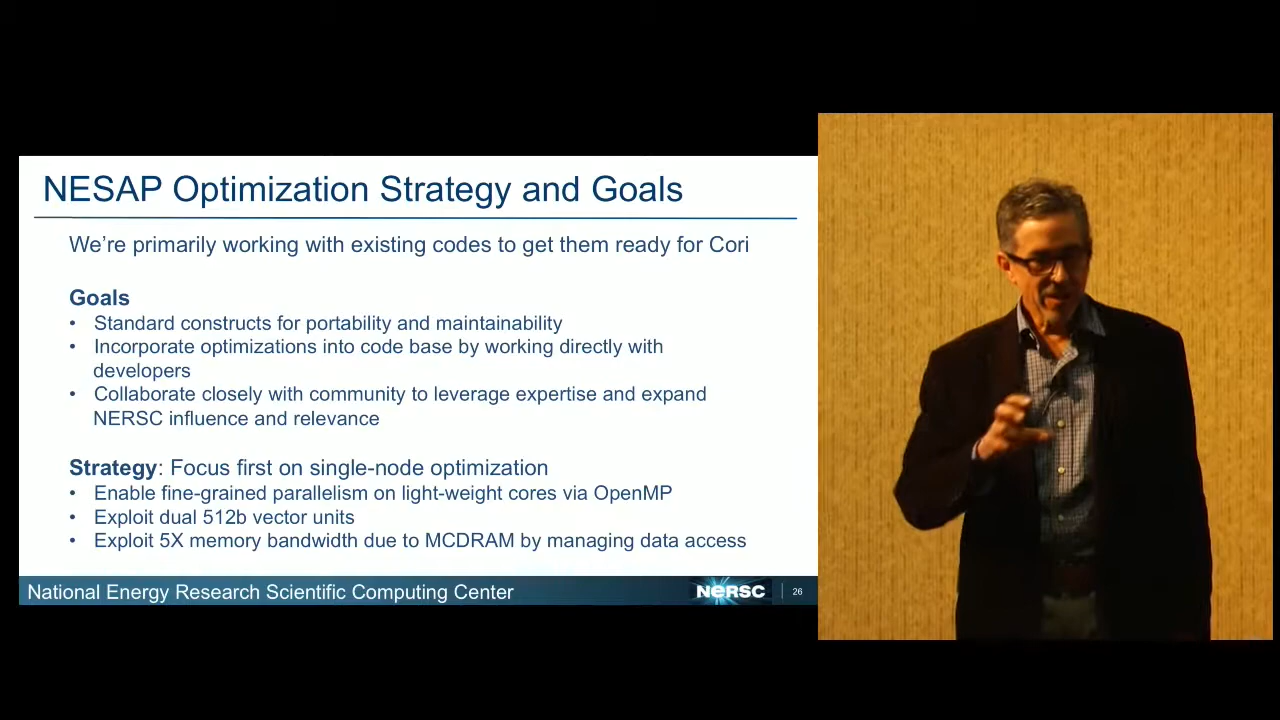 NESAP Optimization Strategy and Goals
We're primarily working with existing codes to get them ready for Cori
Goals
• Standard constructs for portability and maintainability
• Incorporate optimizations into code base by working directly with
developers
• Collaborate closely with community to leverage expertise and expand
NERSC influence and relevance
Strategy: Focus first on single-node optimization
• Enable fine-grained parallelism on light-weight cores via OpenMP
• Exploit dual 512b vector units
• Exploit 5X memory bandwidth due to MCDRAM by managing data access
National Energy Research Scientific Computing Center
NERSC
26